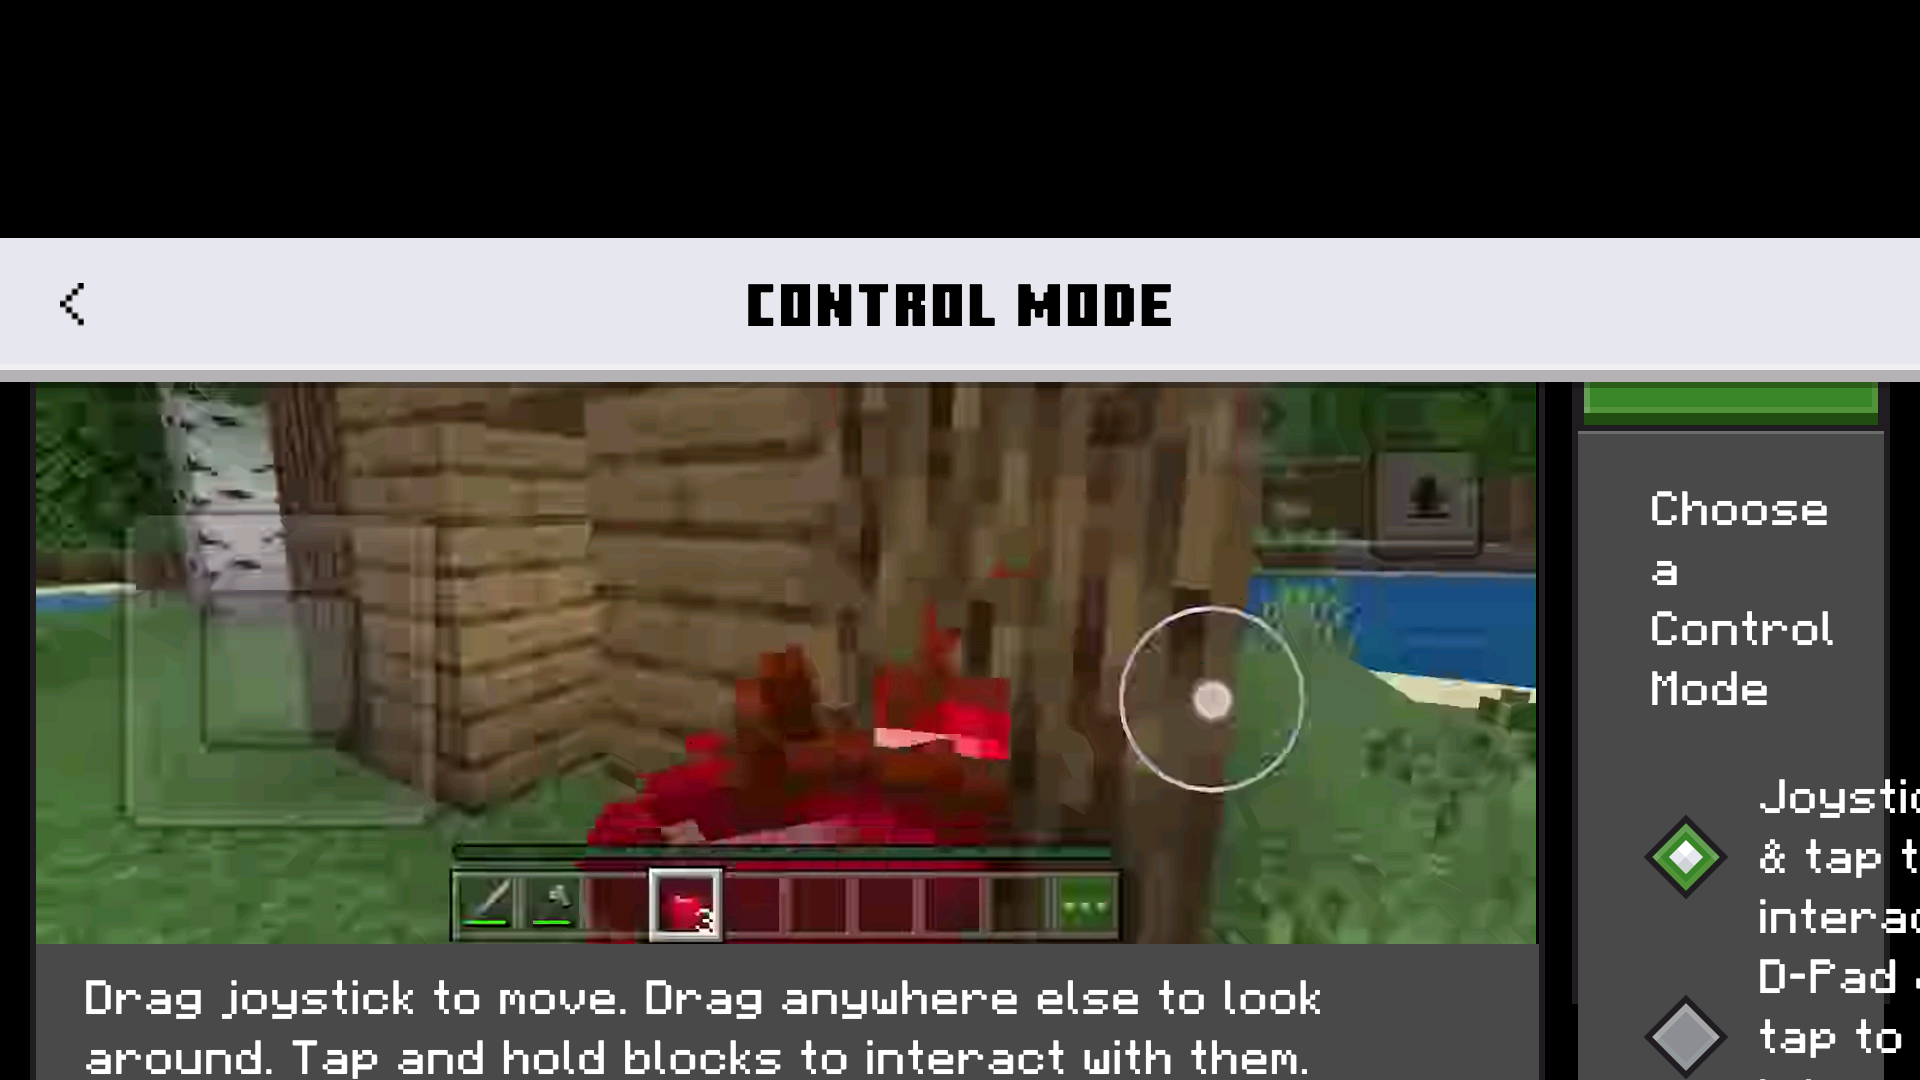 CONTROL MODE
3
Drag joystick to move. Drag anywhere else to look
around. Tap and hold blocks to interact with them.
Choose
a
Control
Mode
& tap
D-Pad
tap to